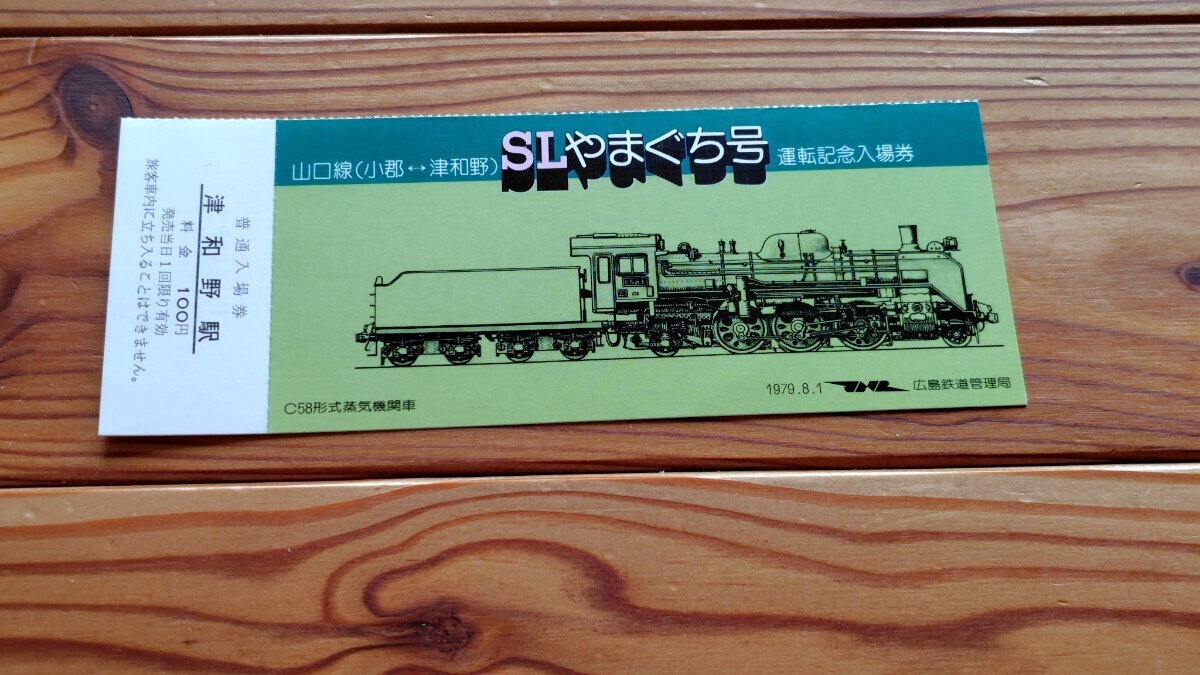 山口線(小郡↔津和野)SLやまぐち号 運転記念入場券
普通入場券
津和野駅
料金 100円
発売当日1回限り有効
旅客車内に立ち入ることはできません。
C58形式蒸気機関車
1979.8.1 広島鉄道管理局